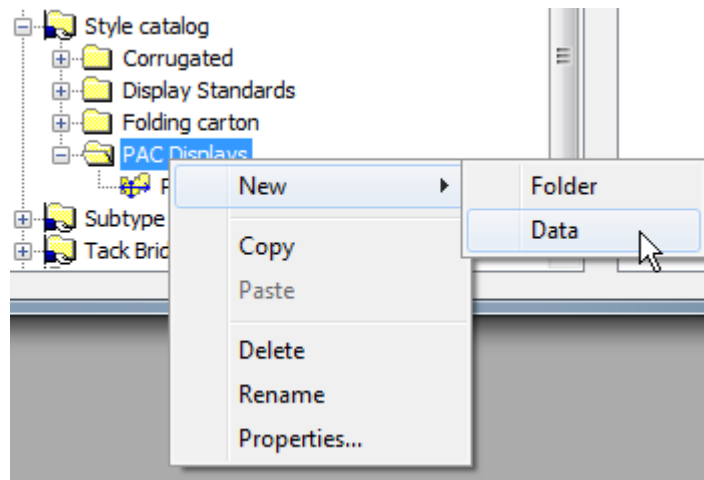 Style catalog
Corrugated
Display Standards
Folding carton
PAC Displays
New
Folder
Subtype
Data
Tack Brid
Copy
Paste
Delete
Rename
Properties...